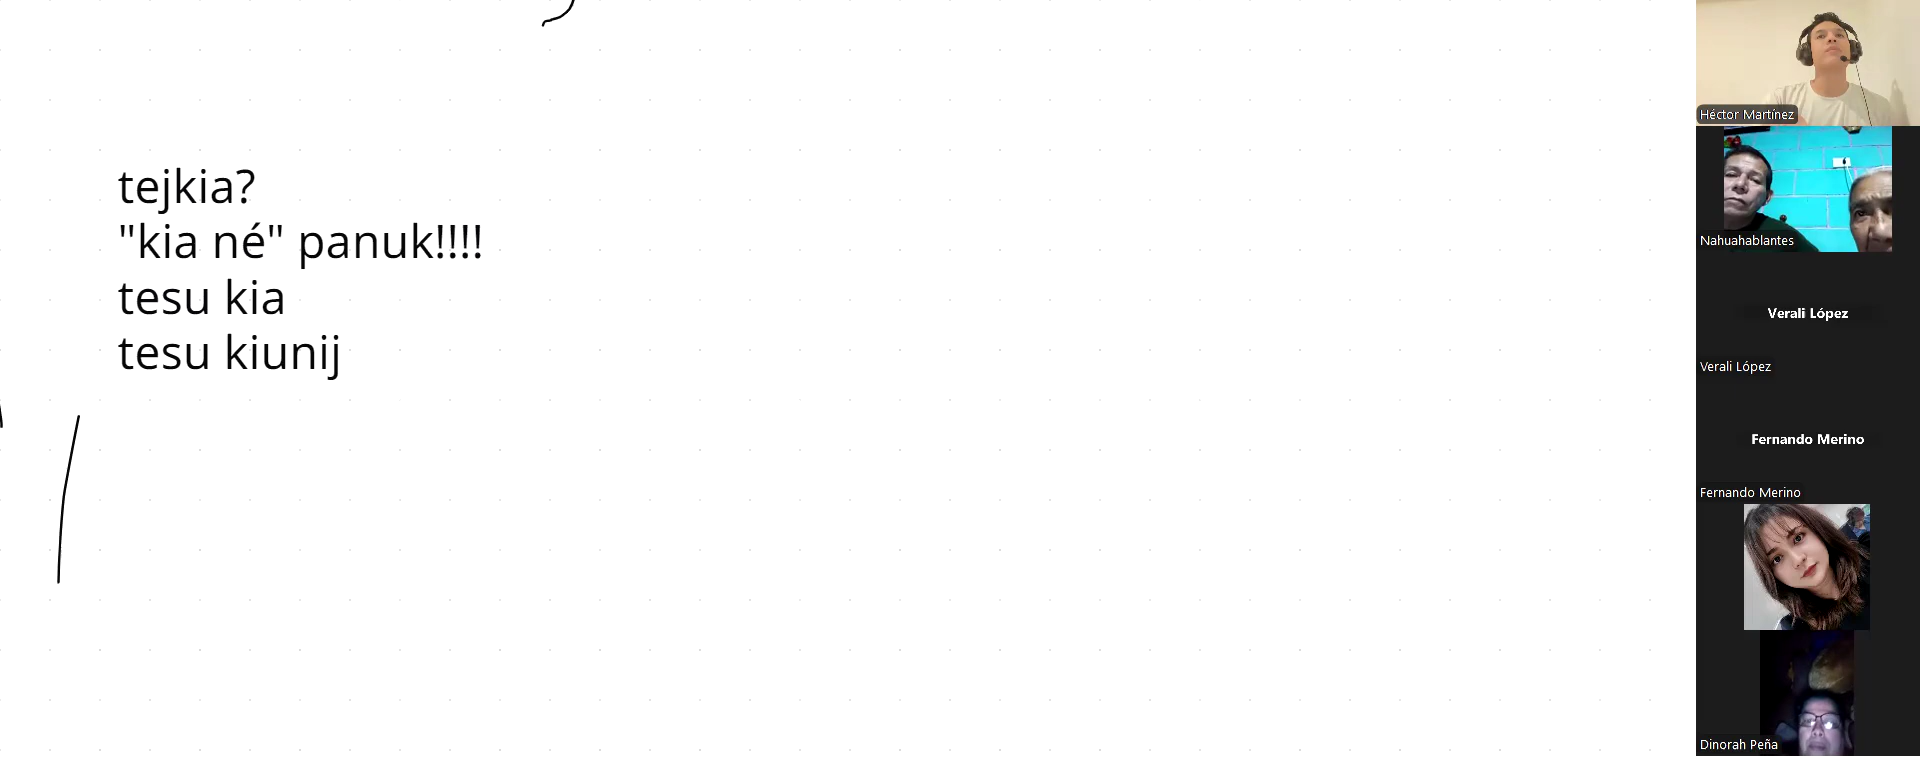 tejkia?
"kia né" panuk!!!!
tesu kia
tesu kiunij
Héctor Martínez
Nahuahablantes
Verali López
Verali López
Fernando Merino
Fernando Merino
Dinorah Peña